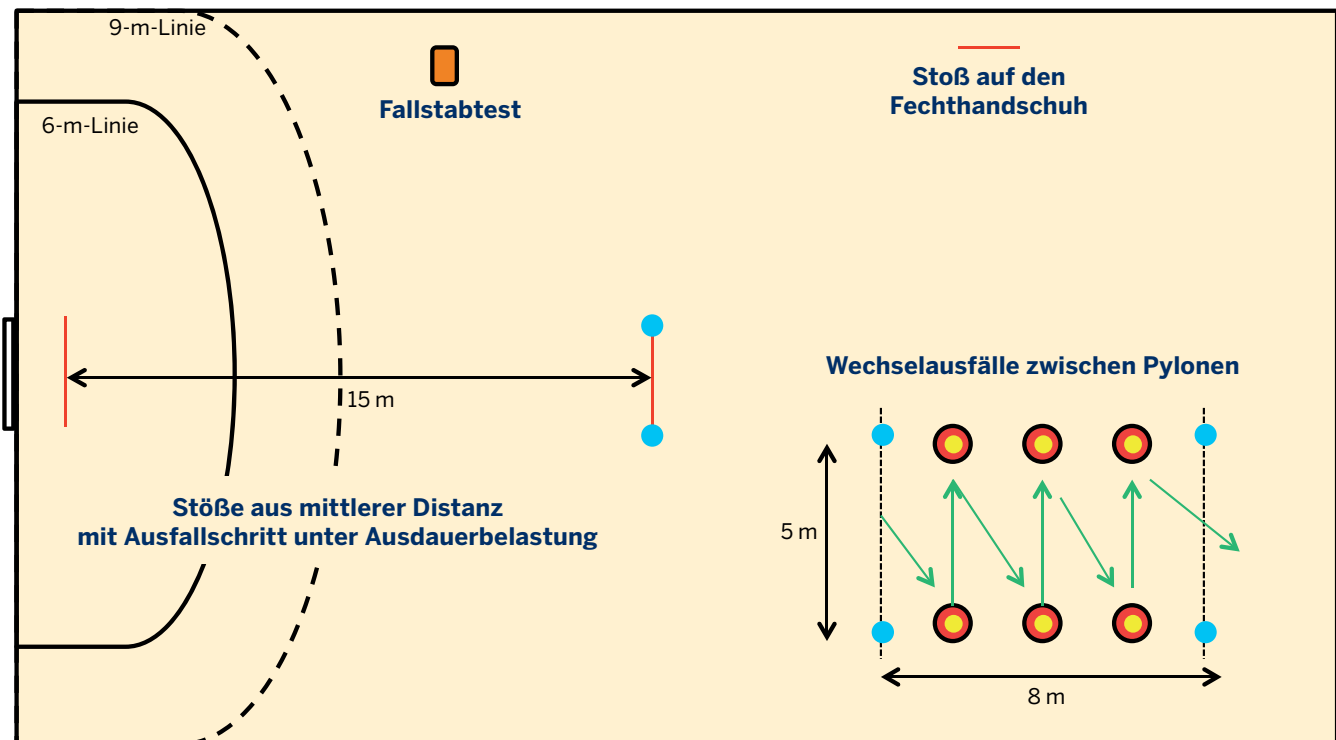 9-m-Linie
6-m-Linie
Fallstabtest
Stoß auf den
Fechthandschuh
15 m
Stöße aus mittlerer Distanz
mit Ausfallschritt unter Ausdauerbelastung
Wechselausfälle zwischen Pylonen
5 m
8 m